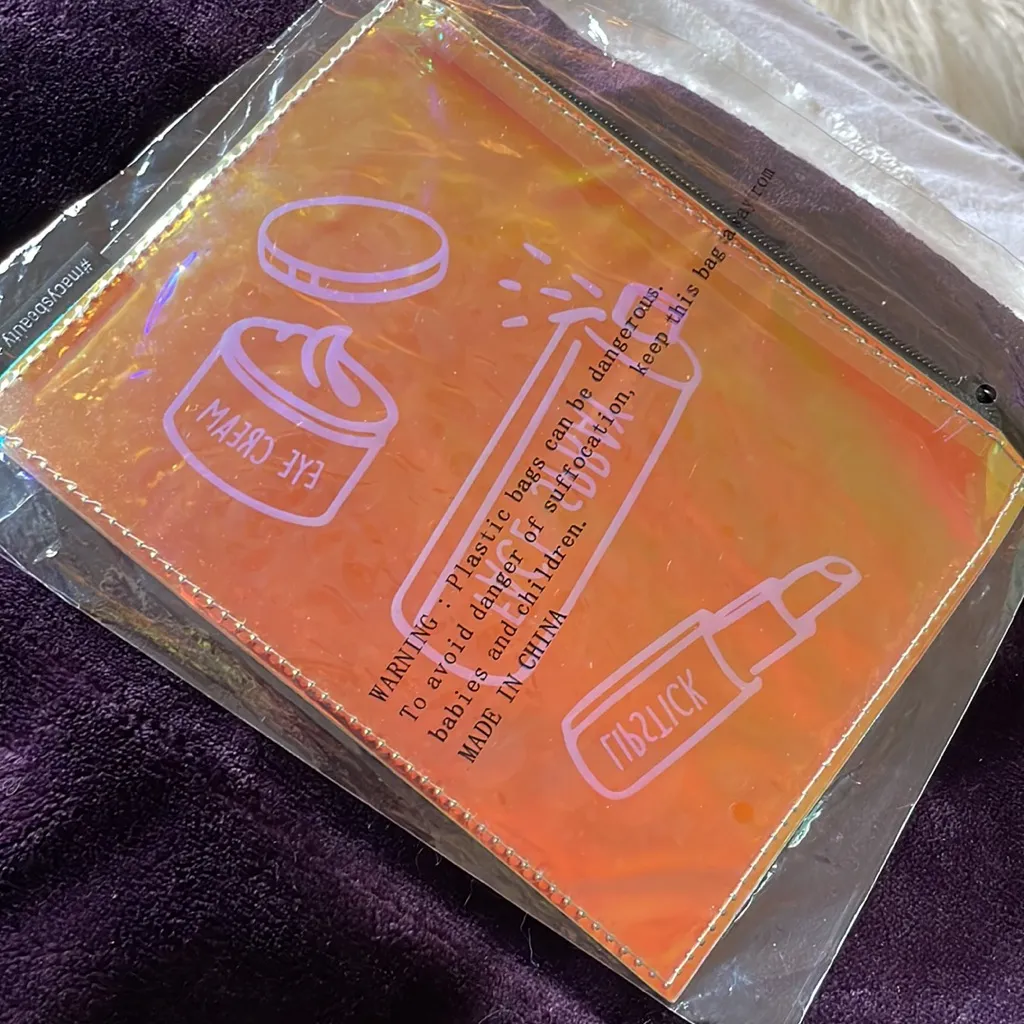 #macysbeauty
EYE CREAM
WARNING : Plastic bags can be dangerous.
To avoid danger of suffocation, keep this bag away from
babies and children.
MADE IN CHINA
LIPSTICK